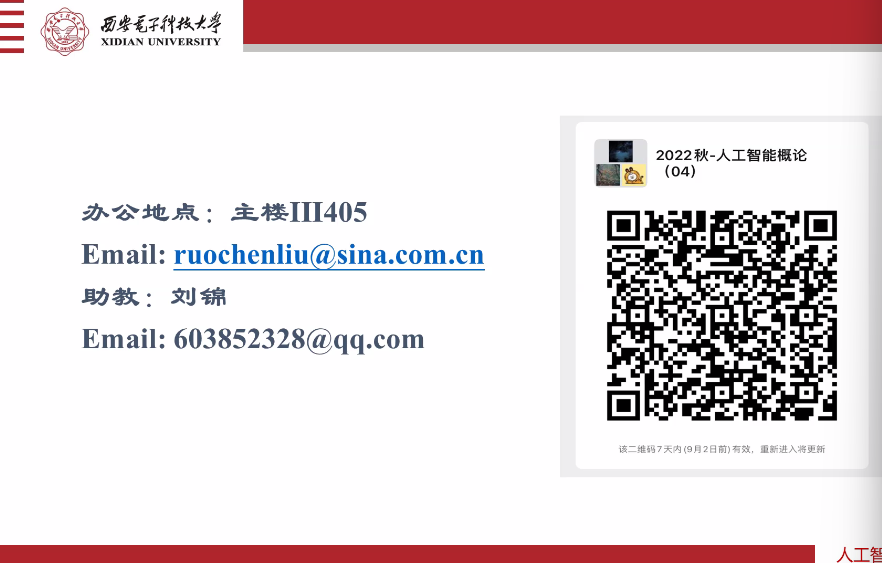 西安电子科技大学
XIDIAN UNIVERSITY
办公地点：主楼III405
Email: ruochenliu@sina.com.cn
助教：刘锦
Email: 603852328@qq.com
2022秋-人工智能概论
（04）
该二维码7天内(9月2日前)有效，重新进入将更新
人工智